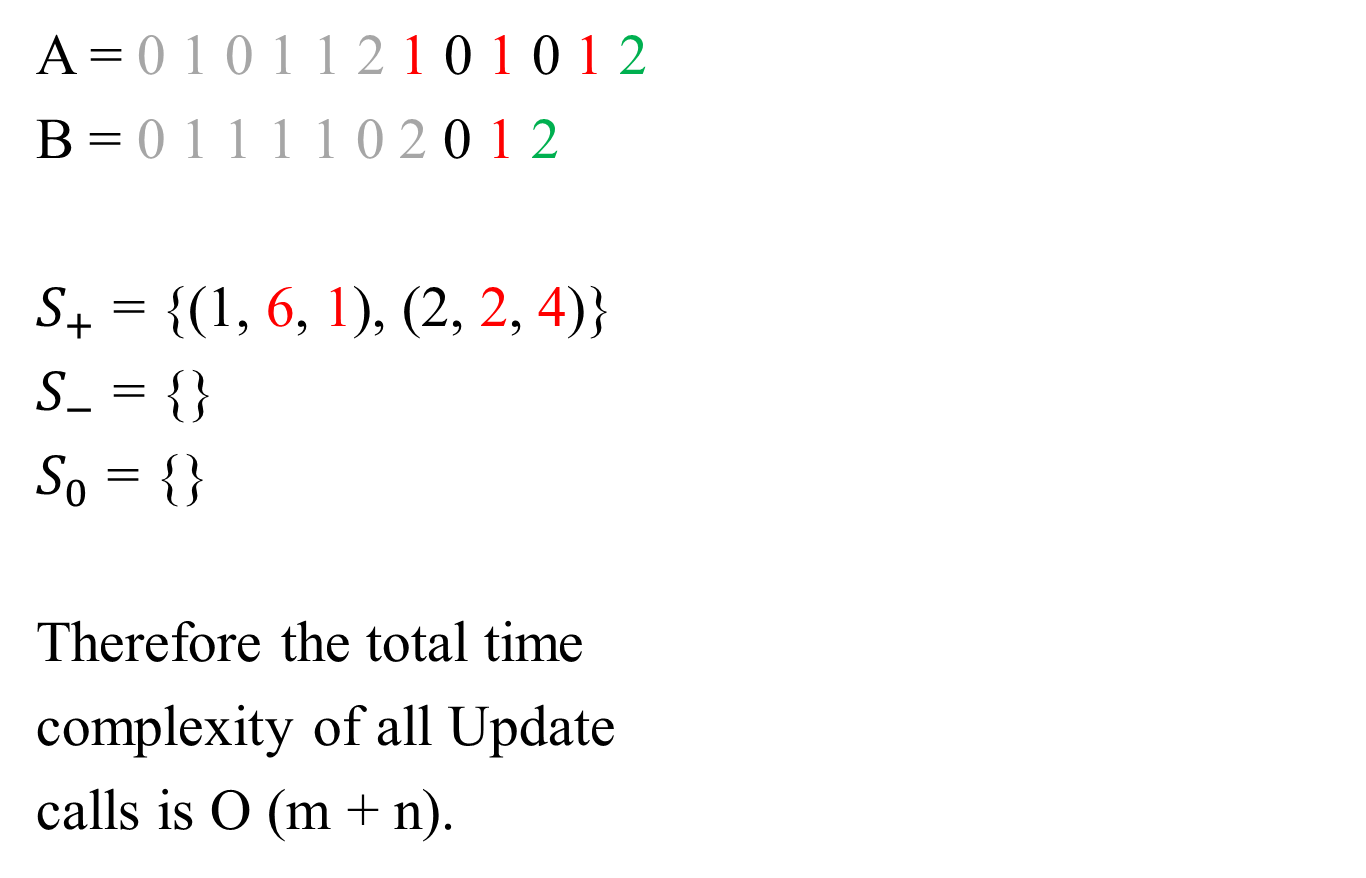 A = 0 1 0 1 1 2 1 0 1 0 1 2
B = 0 1 1 1 1 0 2 0 1 2
S₊ = {(1, 6, 1), (2, 2, 4)}
S₋ = {}
S₀ = {}
Therefore the total time
complexity of all Update
calls is O (m + n).